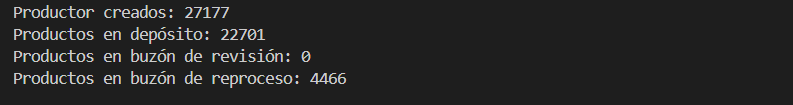 Productor creados: 27177
Productos en depósito: 22701
Productos en buzón de revisión: 0
Productos en buzón de reproceso: 4466